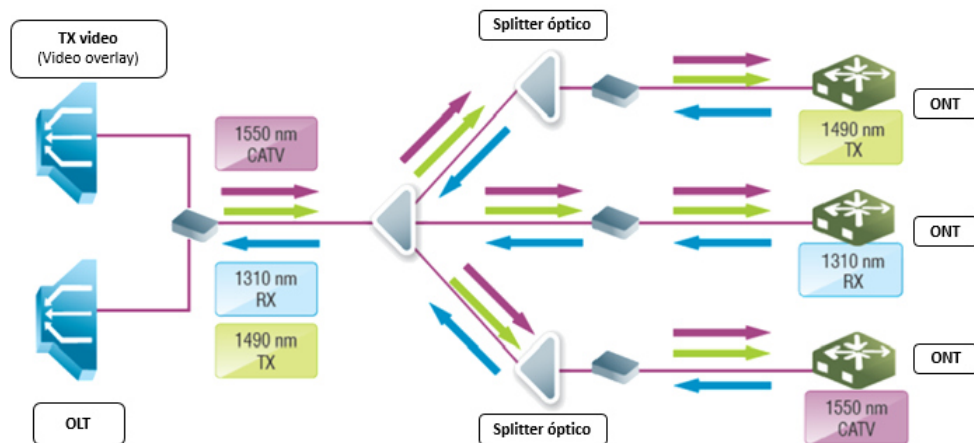 TX video
(Video overlay)
Splitter óptico
1550 nm
CATV
ONT
1490 nm
TX
ONT
1310 nm
RX
1310 nm
RX
1490 nm
TX
ONT
OLT
Splitter óptico
1550 nm
CATV